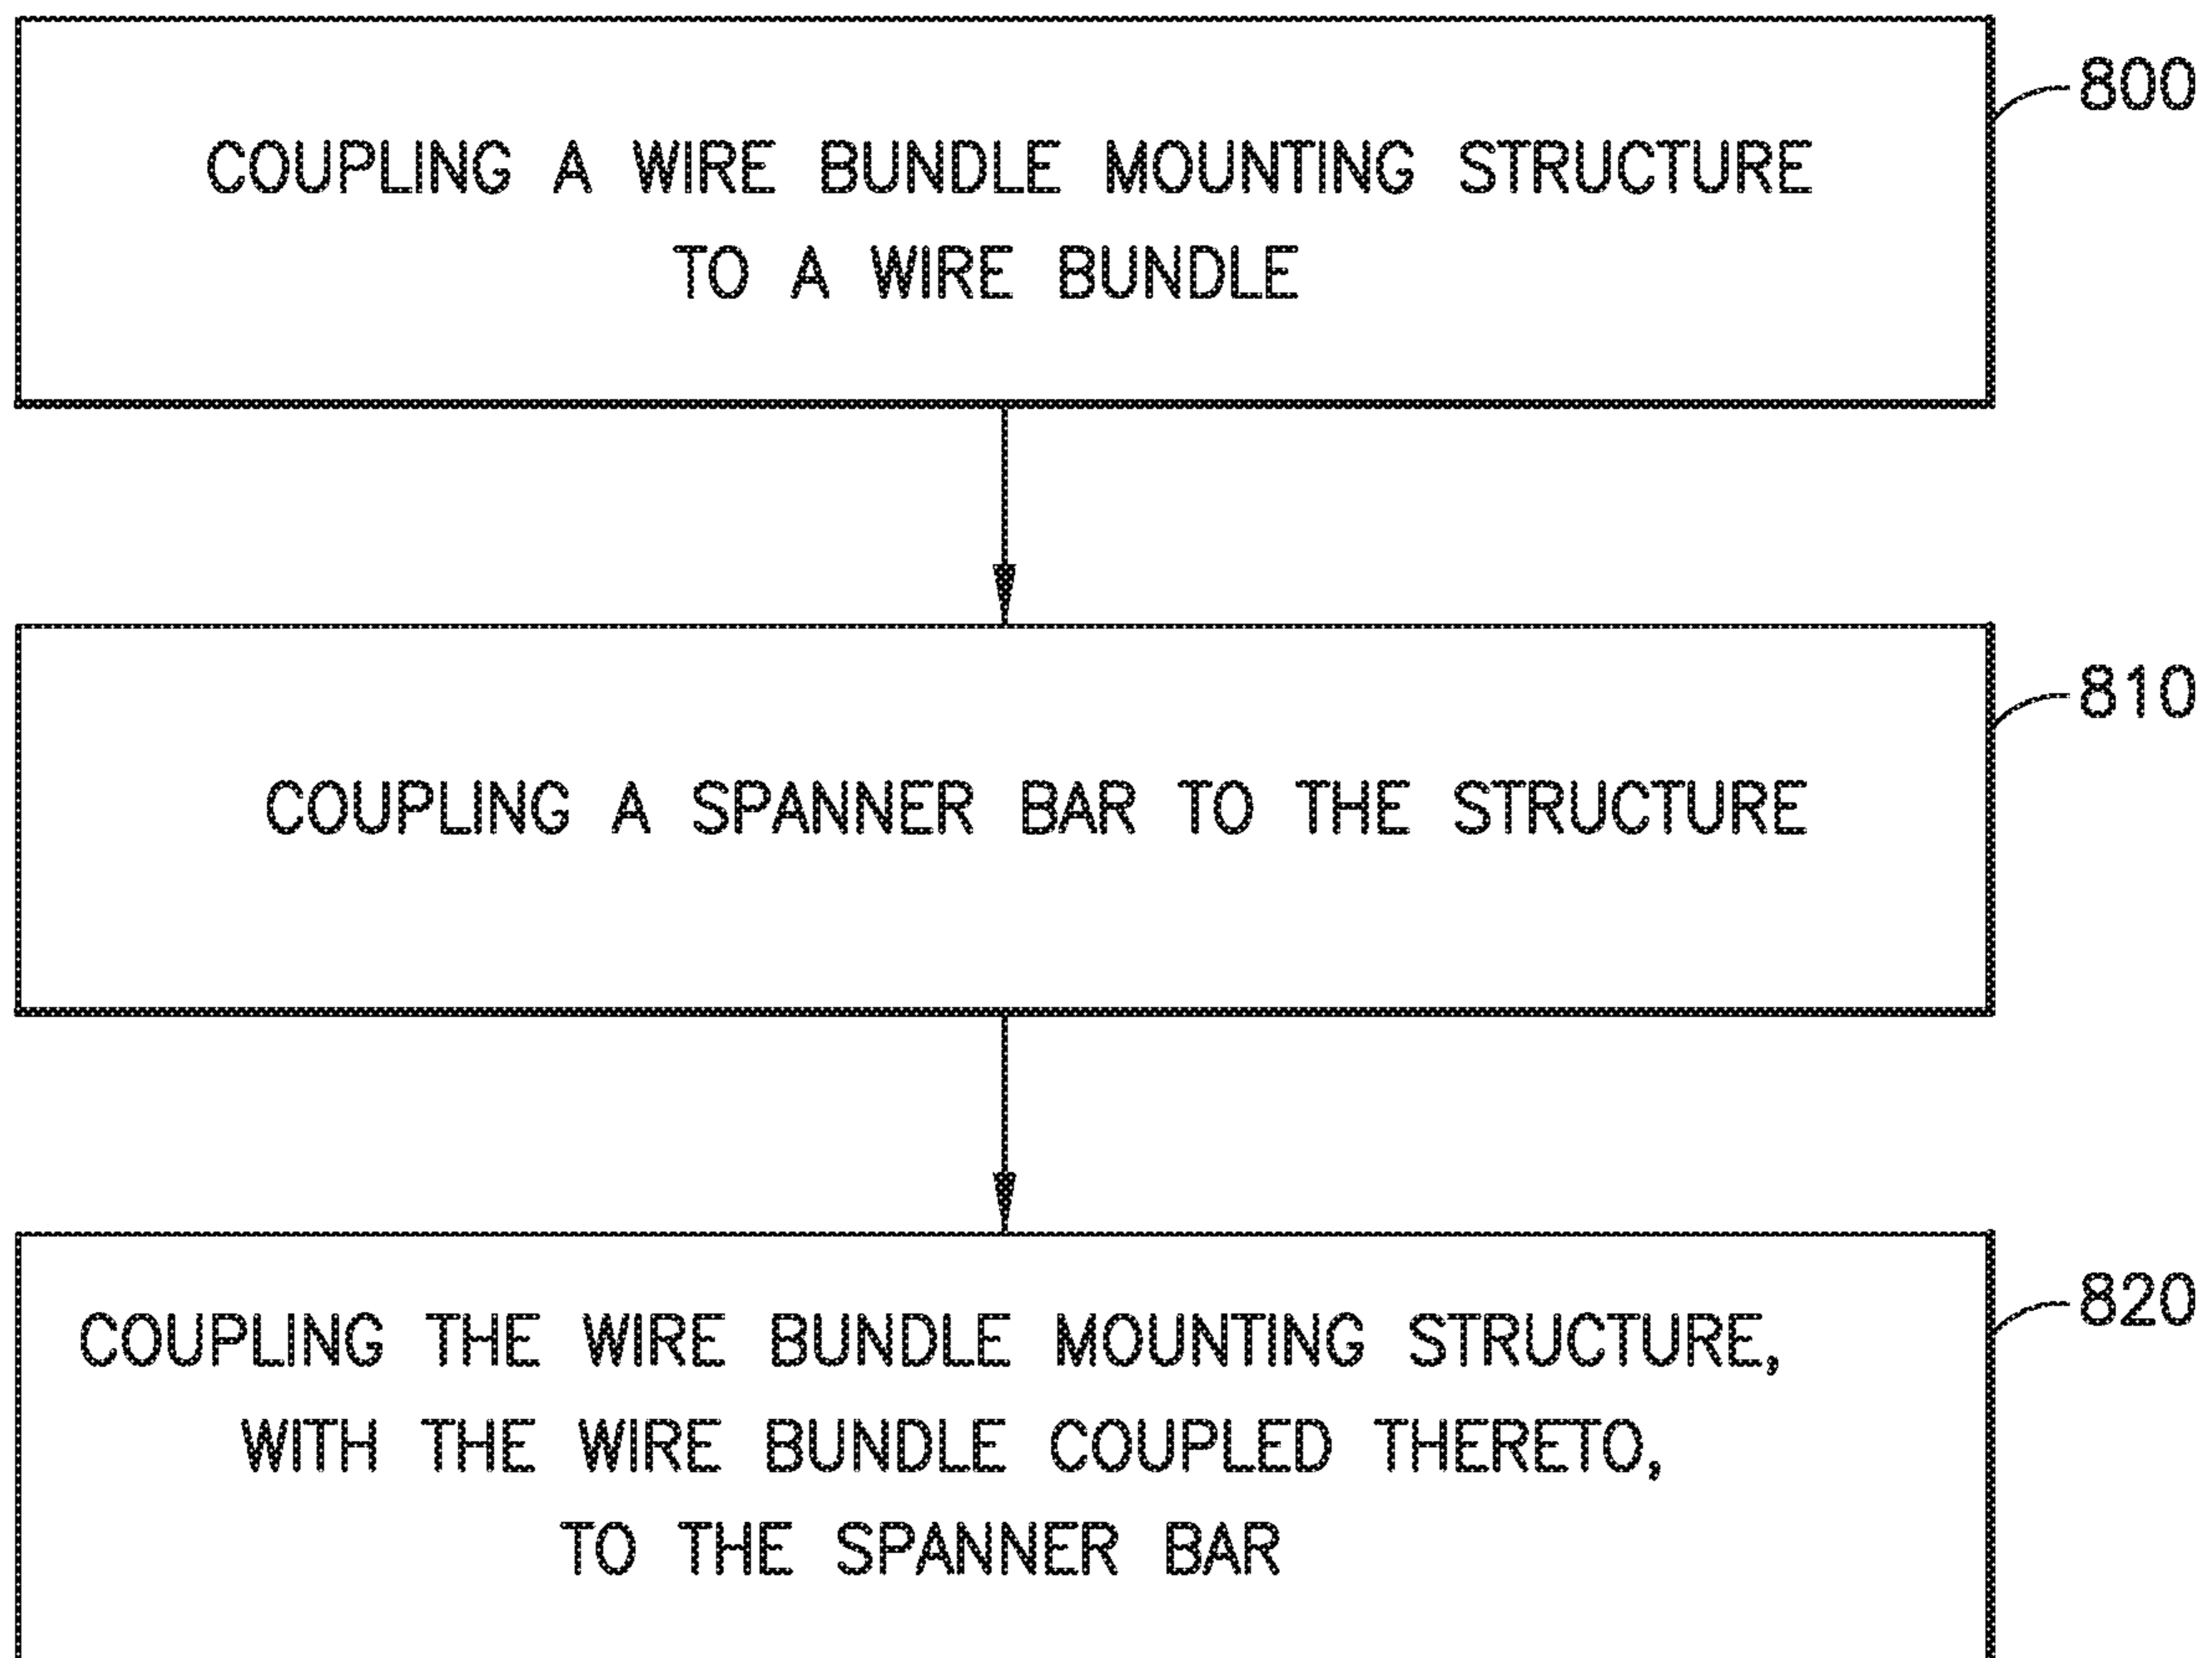 800
COUPLING A WIRE BUNDLE MOUNTING STRUCTURE
TO A WIRE BUNDLE
810
COUPLING A SPANNER BAR TO THE STRUCTURE
820
COUPLING THE WIRE BUNDLE MOUNTING STRUCTURE,
WITH THE WIRE BUNDLE COUPLED THERETO,
TO THE SPANNER BAR